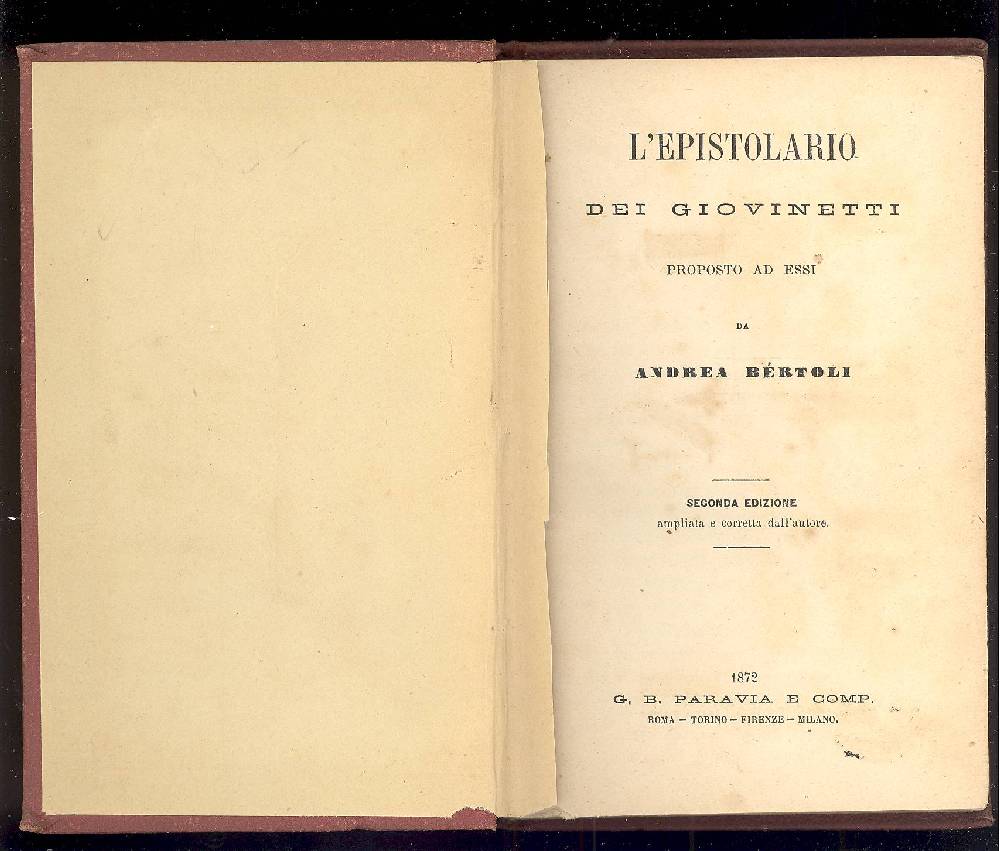 L'EPISTOLARIO
DEI GIOVINETTI
PROPOSTO AD ESSI
DA
ANDREA BÉRTOLI
SECONDA EDIZIONE
ampliata e corretta dall'autore.
1872
G. B. PARAVIA E COMP.
ROMA — TORINO — FIRENZE — MILANO.